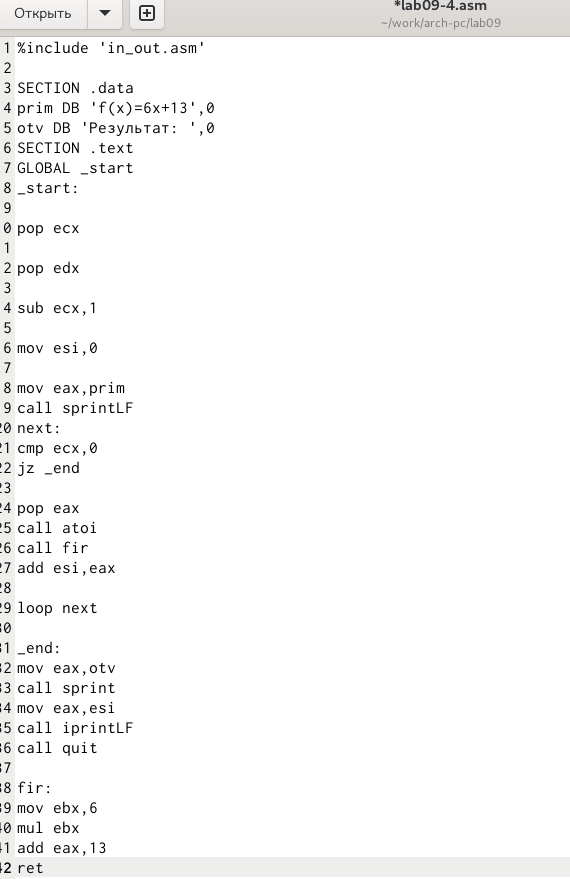 Открыть
*lab09-4.asm
~/work/arch-pc/lab09
1 %include 'in_out.asm'
2
3 SECTION .data
4 prim DB 'f(x)=6x+13',0
5 otv DB 'Результат: ',0
6 SECTION .text
7 GLOBAL _start
8 _start:
9
0 pop ecx
1
2 pop edx
3
4 sub ecx,1
5
6 mov esi,0
7
8 mov eax,prim
9 call sprintLF
20 next:
21 cmp ecx,0
22 jz _end
23
24 pop eax
25 call atoi
26 call fir
27 add esi,eax
28
29 loop next
30
31 _end:
32 mov eax,otv
33 call sprint
34 mov eax,esi
35 call iprintLF
36 call quit
37
38 fir:
39 mov ebx,6
40 mul ebx
41 add eax,13
42 ret